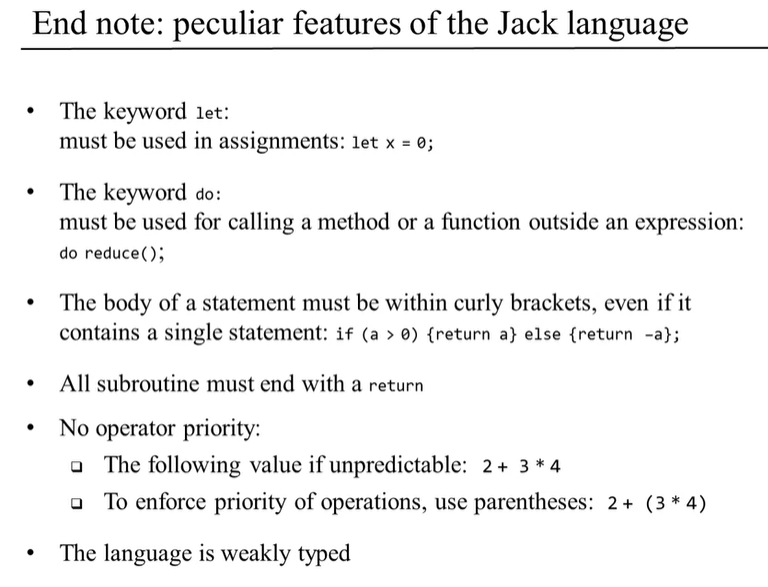 End note: peculiar features of the Jack language
• The keyword let:
must be used in assignments: let x = 0;
• The keyword do:
must be used for calling a method or a function outside an expression:
do reduce();
• The body of a statement must be within curly brackets, even if it
contains a single statement: if (a > 0) {return a} else {return -a};
• All subroutine must end with a return
• No operator priority:
❑ The following value if unpredictable: 2 + 3 * 4
❑ To enforce priority of operations, use parentheses: 2 + (3 * 4)
• The language is weakly typed